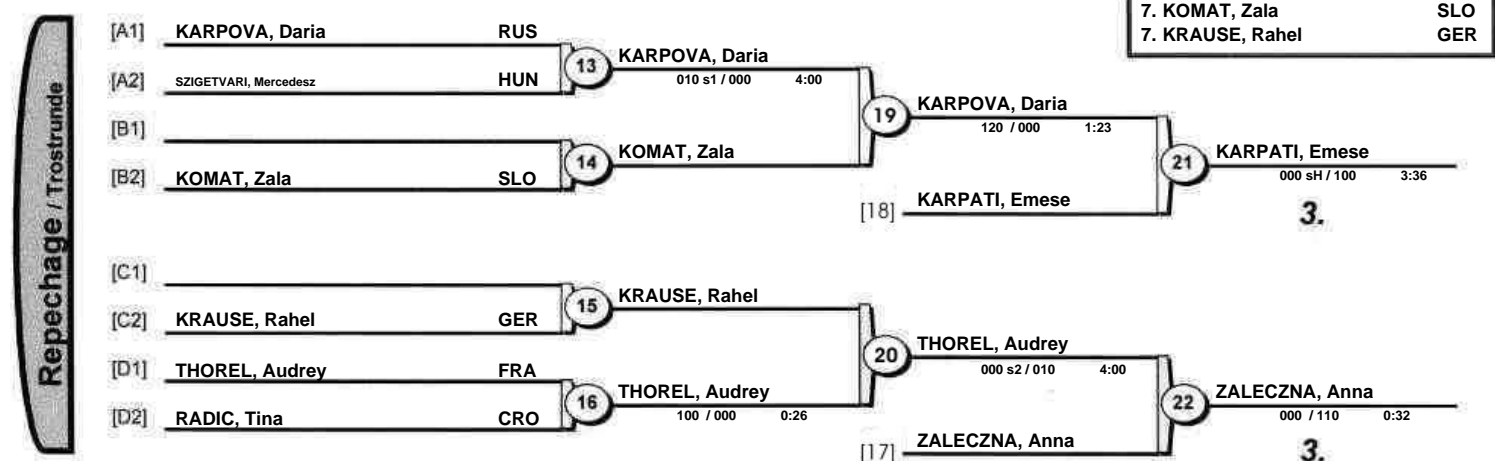 7. KOMAT, Zala SLO
7. KRAUSE, Rahel GER
Repechage / Trostrunde
[A1] KARPOVA, Daria RUS
13 KARPOVA, Daria
010 s1 / 000 4:00
[A2] SZIGETVARI, Mercedesz HUN
19 KARPOVA, Daria
120 / 000 1:23
[B1]
14 KOMAT, Zala
[B2] KOMAT, Zala SLO
21 KARPATI, Emese
000 sH / 100 3:36
[18] KARPATI, Emese
3.
[C1]
15 KRAUSE, Rahel
[C2] KRAUSE, Rahel GER
20 THOREL, Audrey
000 s2 / 010 4:00
[D1] THOREL, Audrey FRA
16 THOREL, Audrey
100 / 000 0:26
[D2] RADIC, Tina CRO
22 ZALECZNA, Anna
000 / 110 0:32
[17] ZALECZNA, Anna
3.